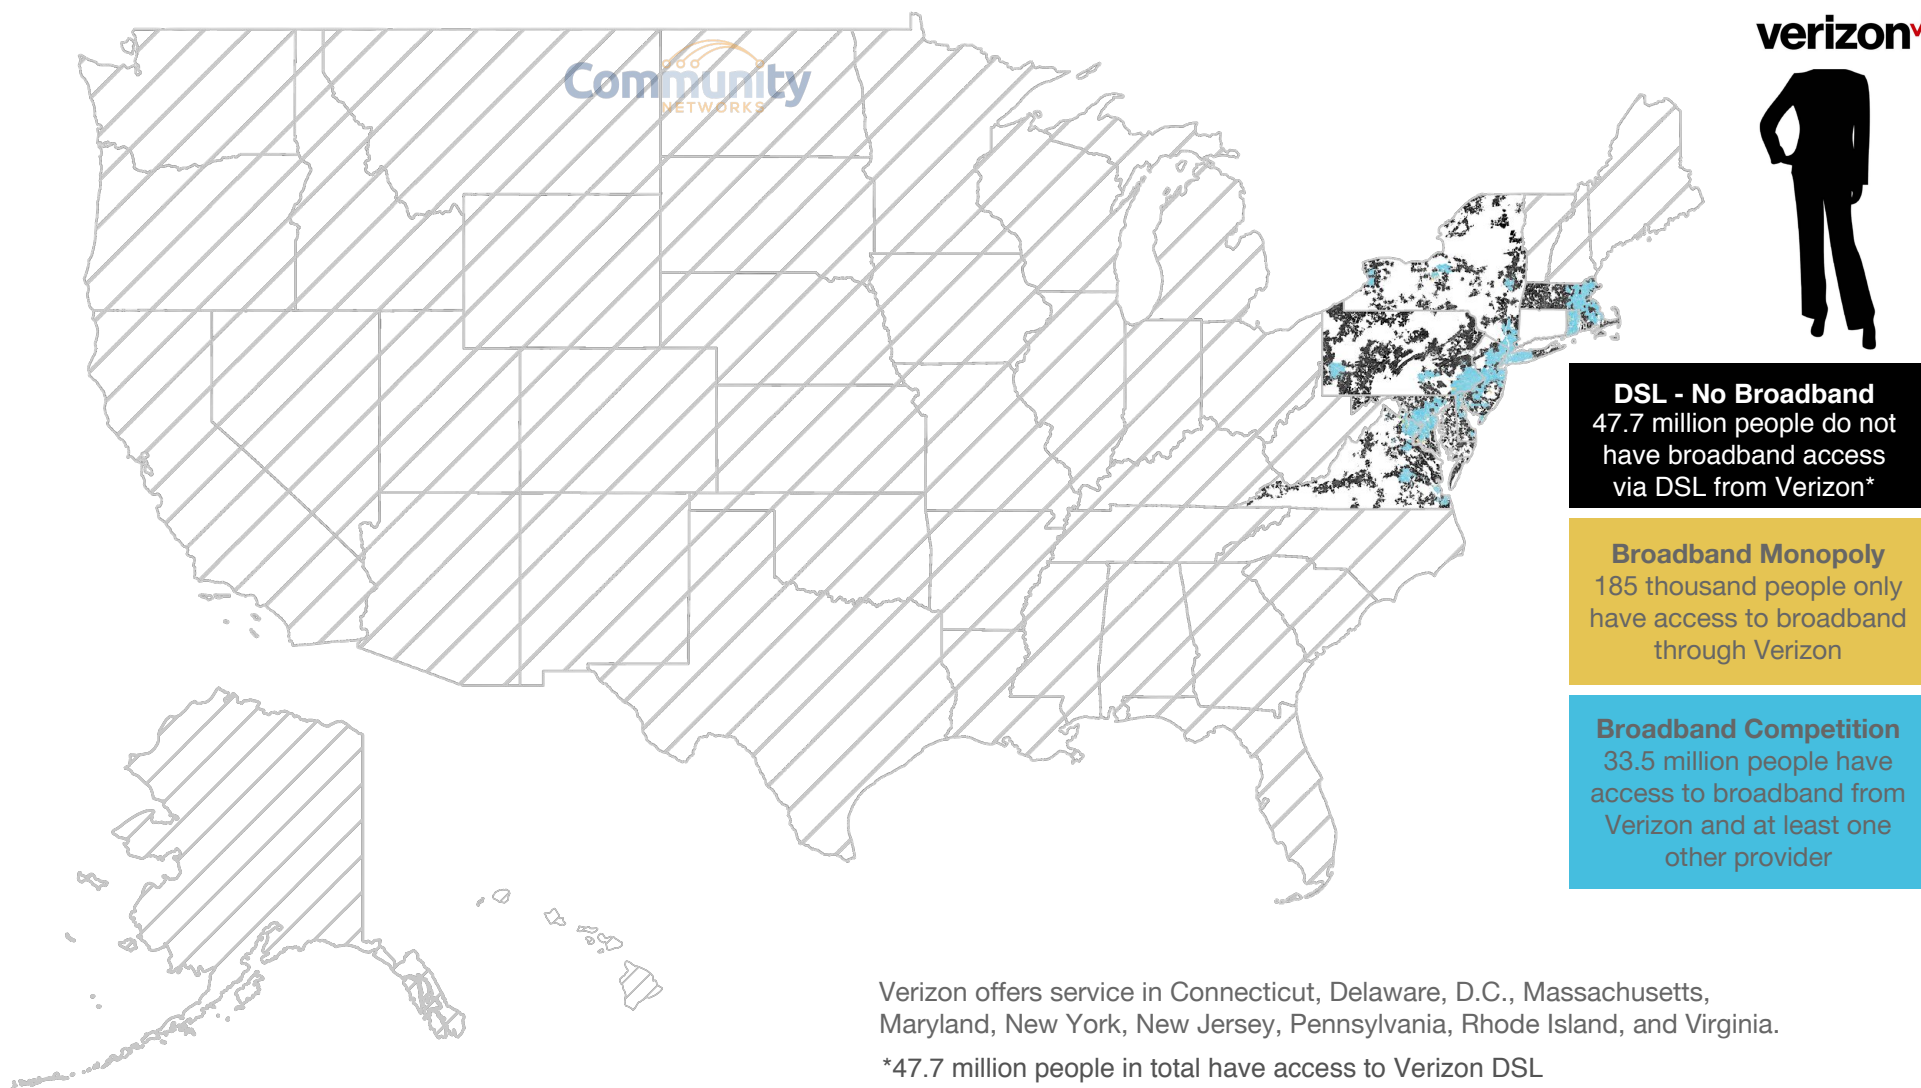 verizon
Community
NETWORKS
DSL - No Broadband
47.7 million people do not
have broadband access
via DSL from Verizon*
Broadband Monopoly
185 thousand people only
have access to broadband
through Verizon
Broadband Competition
33.5 million people have
access to broadband from
Verizon and at least one
other provider
Verizon offers service in Connecticut, Delaware, D.C., Massachusetts,
Maryland, New York, New Jersey, Pennsylvania, Rhode Island, and Virginia.
*47.7 million people in total have access to Verizon DSL